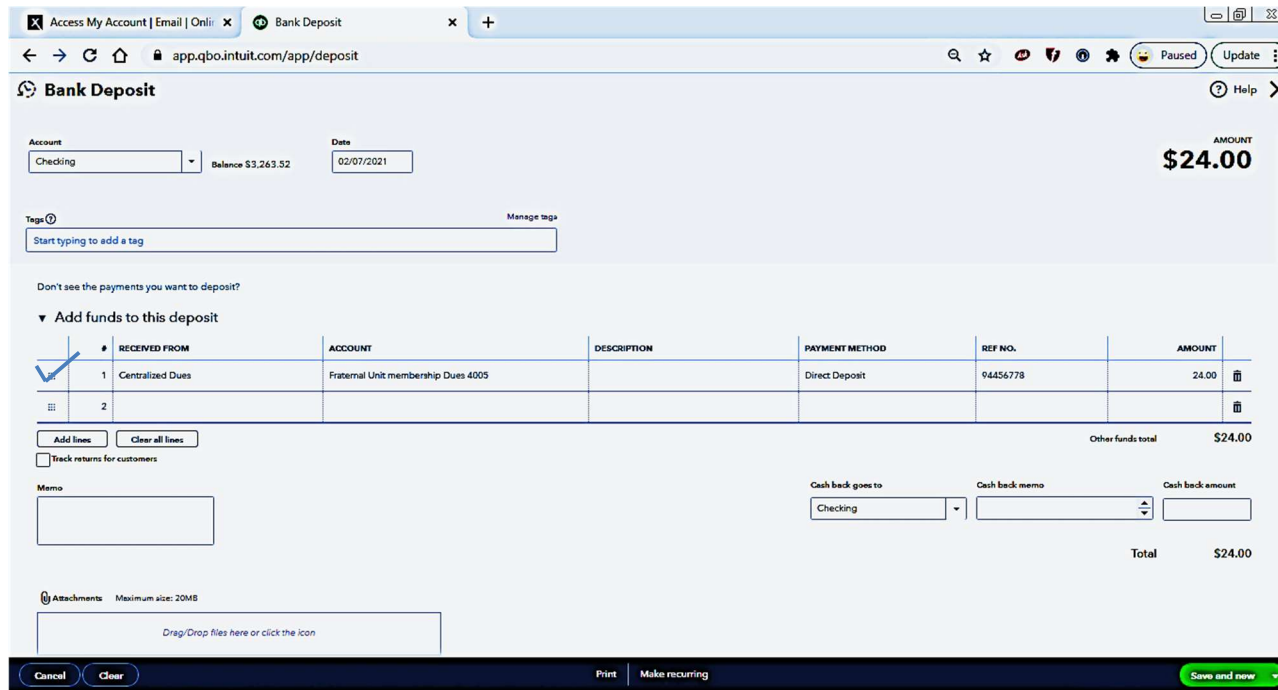 Access My Account | Email | Onlin
Bank Deposit
app.qbo.intuit.com/app/deposit
Paused
Update
Bank Deposit
Help
Account
Date
AMOUNT
Checking
Balance $3,263.52
02/07/2021
$24.00
Tags
Manage tags
Start typing to add a tag
Don't see the payments you want to deposit?
Add funds to this deposit
# RECEIVED FROM ACCOUNT DESCRIPTION PAYMENT METHOD REF NO. AMOUNT
1 Centralized Dues Fraternal Unit membership Dues 4005 Direct Deposit 94456778 24.00
2
Add lines
Clear all lines
Other funds total $24.00
Track returns for customers
Memo
Cash back goes to
Cash back memo
Cash back amount
Checking
Total $24.00
Attachments Maximum size: 20MB
Drag/Drop files here or click the icon
Cancel
Clear
Print
Make recurring
Save and new